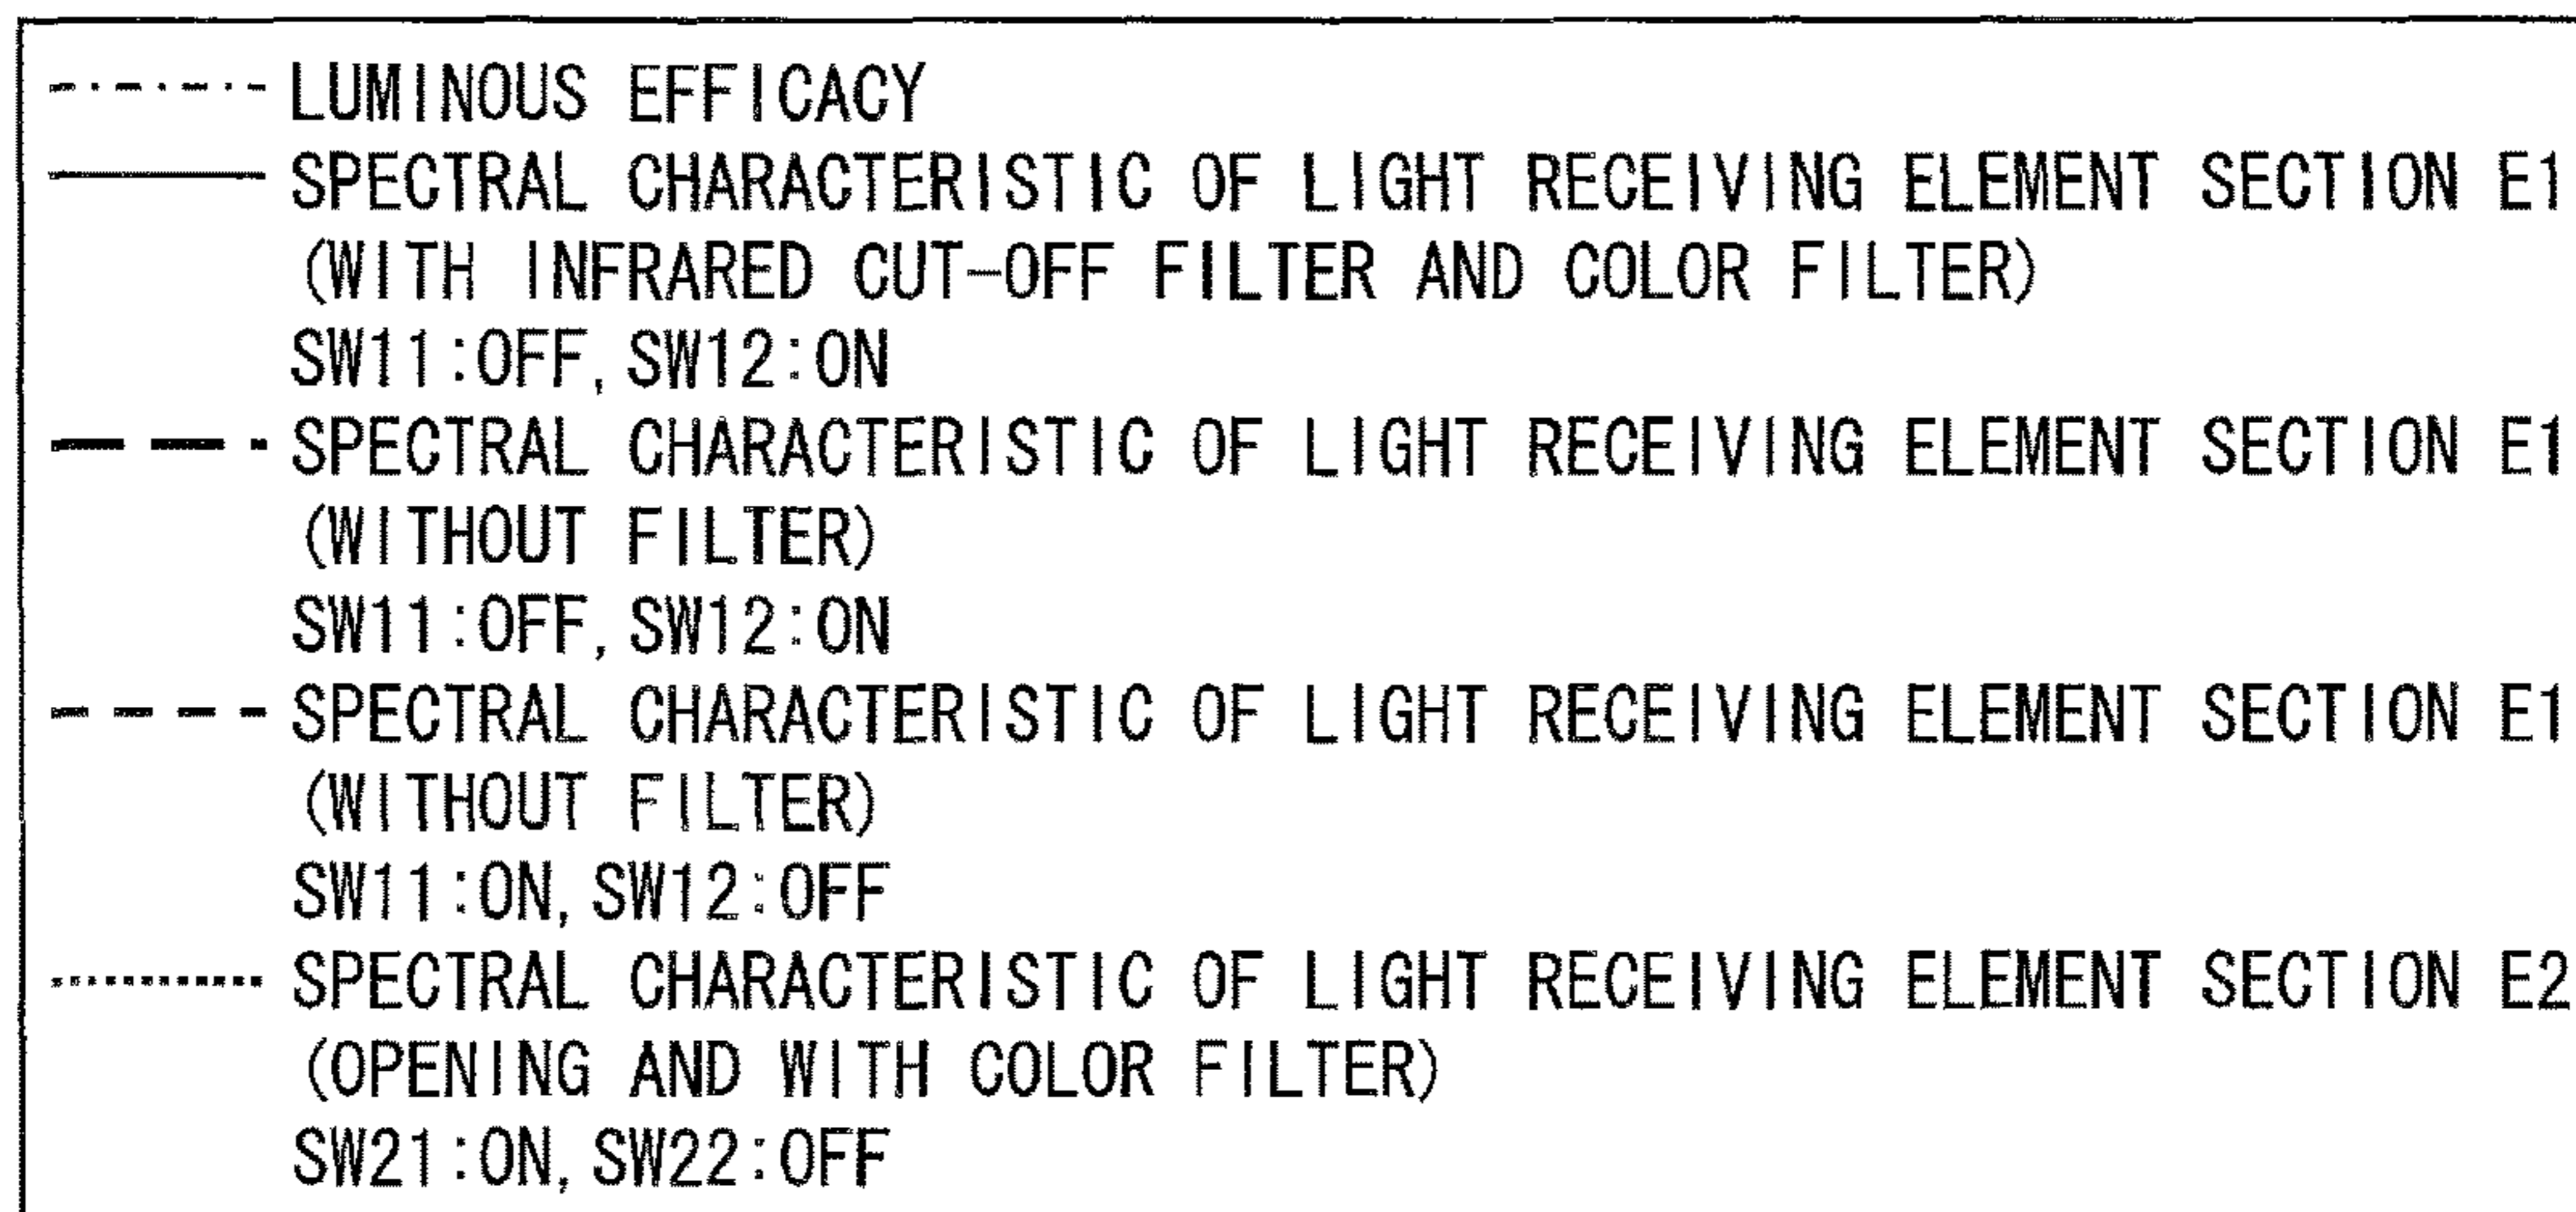 LUMINOUS EFFICACY
SPECTRAL CHARACTERISTIC OF LIGHT RECEIVING ELEMENT SECTION E1
(WITH INFRARED CUT-OFF FILTER AND COLOR FILTER)
SW11:OFF, SW12:ON
SPECTRAL CHARACTERISTIC OF LIGHT RECEIVING ELEMENT SECTION E1
(WITHOUT FILTER)
SW11:OFF, SW12:ON
SPECTRAL CHARACTERISTIC OF LIGHT RECEIVING ELEMENT SECTION E1
(WITHOUT FILTER)
SW11:ON, SW12:OFF
SPECTRAL CHARACTERISTIC OF LIGHT RECEIVING ELEMENT SECTION E2
(OPENING AND WITH COLOR FILTER)
SW21:ON, SW22:OFF